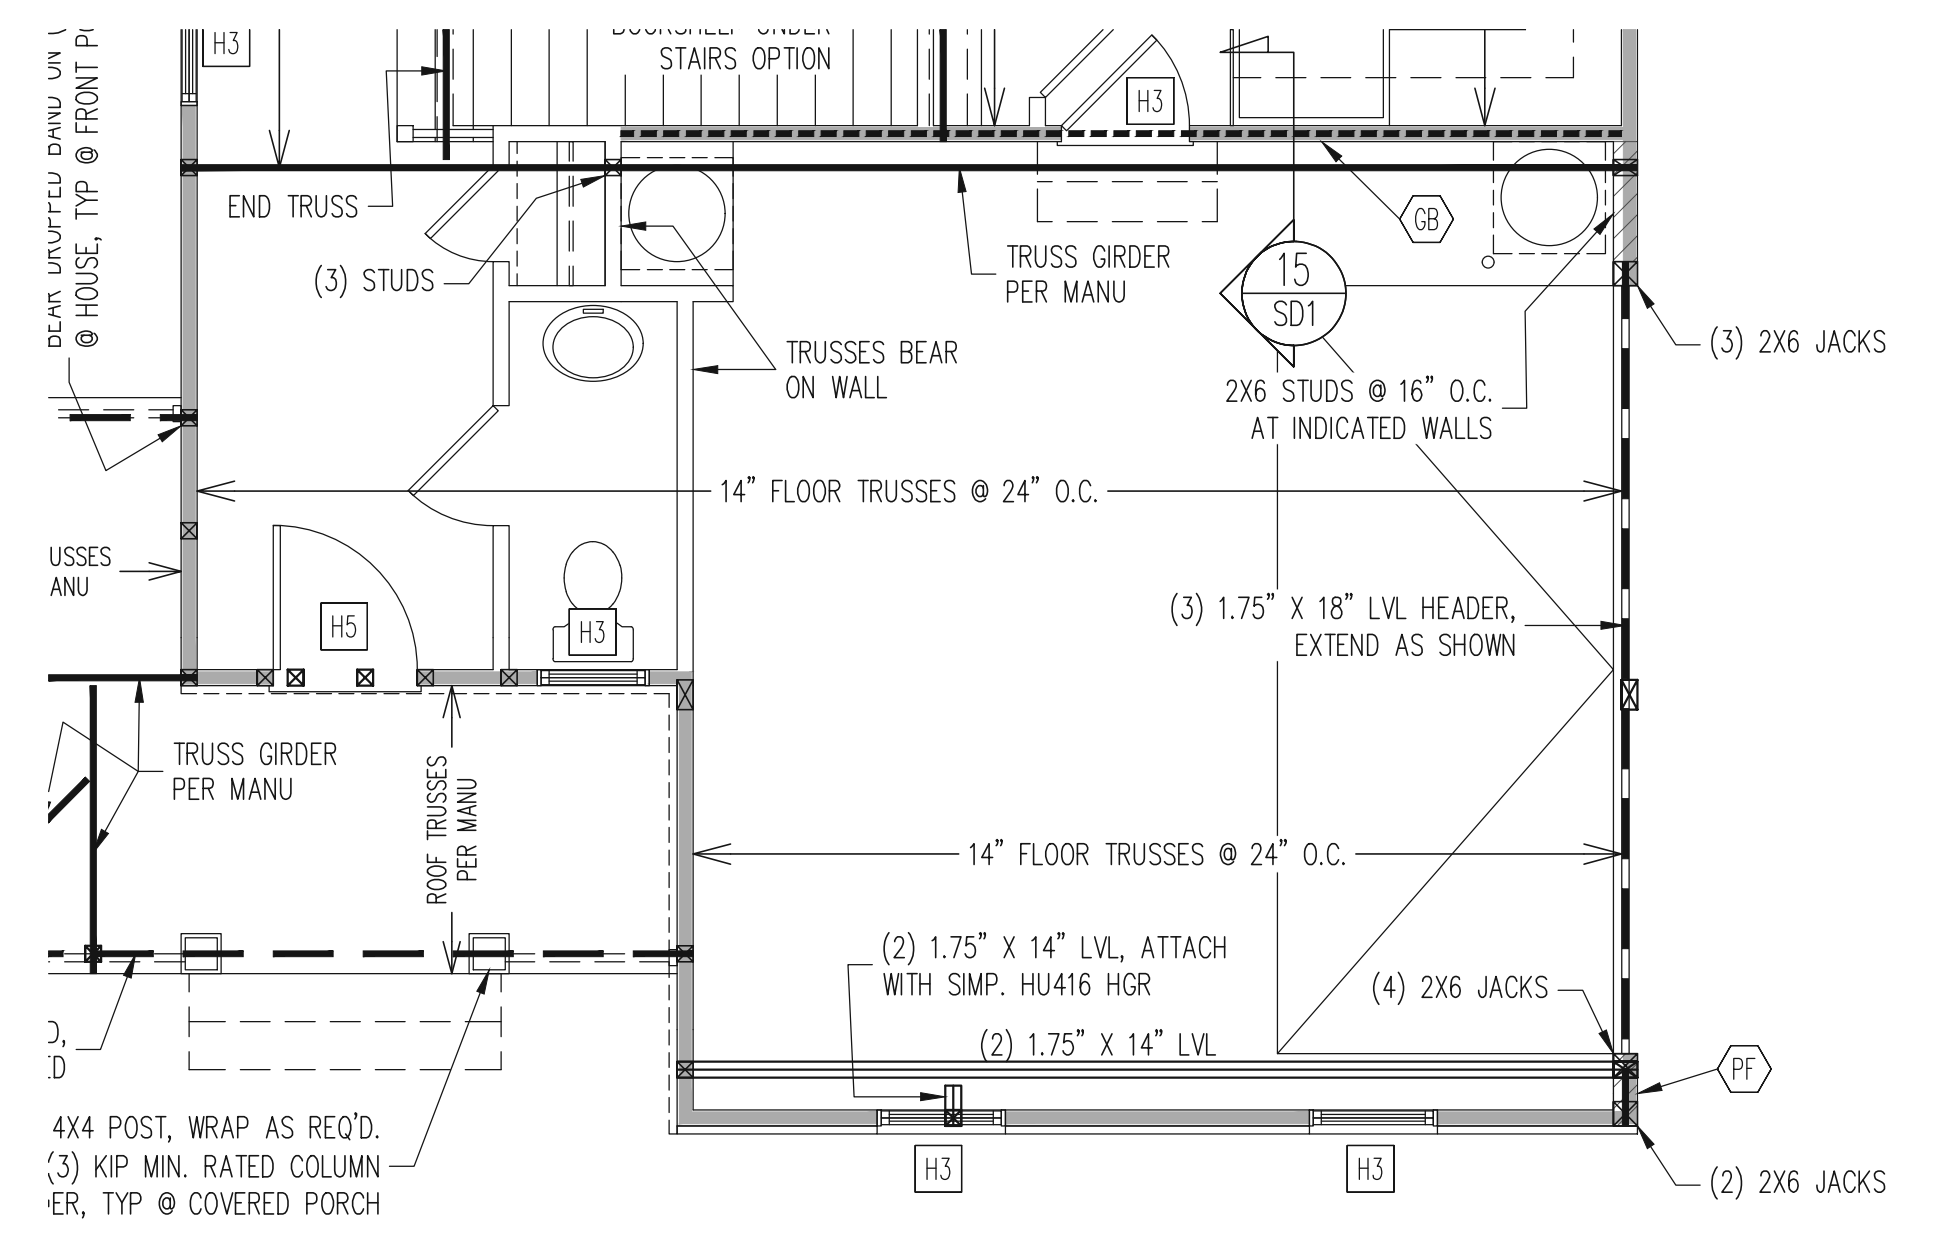 H3
STAIRS OPTION
H3
@ HOUSE, TYP @ FRONT
END TRUSS
(3) STUDS
TRUSS GIRDER
PER MANU
GB
15
SD1
(3) 2X6 JACKS
TRUSSES BEAR
ON WALL
2X6 STUDS @ 16” O.C.
AT INDICATED WALLS
14” FLOOR TRUSSES @ 24” O.C.
USSES
ANU
H5
H3
(3) 1.75” X 18” LVL HEADER,
EXTEND AS SHOWN
TRUSS GIRDER
PER MANU
ROOF TRUSSES
PER MANU
14” FLOOR TRUSSES @ 24” O.C.
(2) 1.75” X 14” LVL, ATTACH
WITH SIMP. HU416 HGR
(4) 2X6 JACKS
(2) 1.75” X 14” LVL
PF
4X4 POST, WRAP AS REQ'D.
(3) KIP MIN. RATED COLUMN
ER, TYP @ COVERED PORCH
H3
H3
(2) 2X6 JACKS